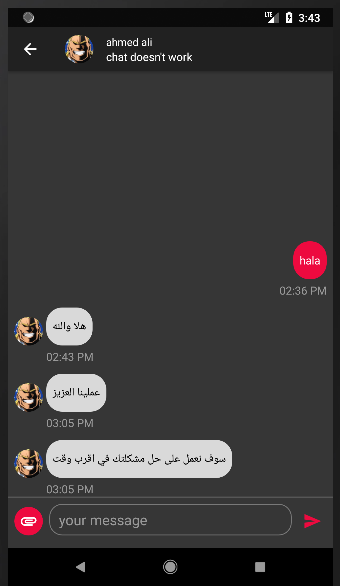 LTE 3:43
ahmed ali
chat doesn't work
hala
02:36 PM
هلا والله
02:43 PM
عملينا العزيز
03:05 PM
سوف نعمل على حل مشكلتك في اقرب وقت
03:05 PM
your message